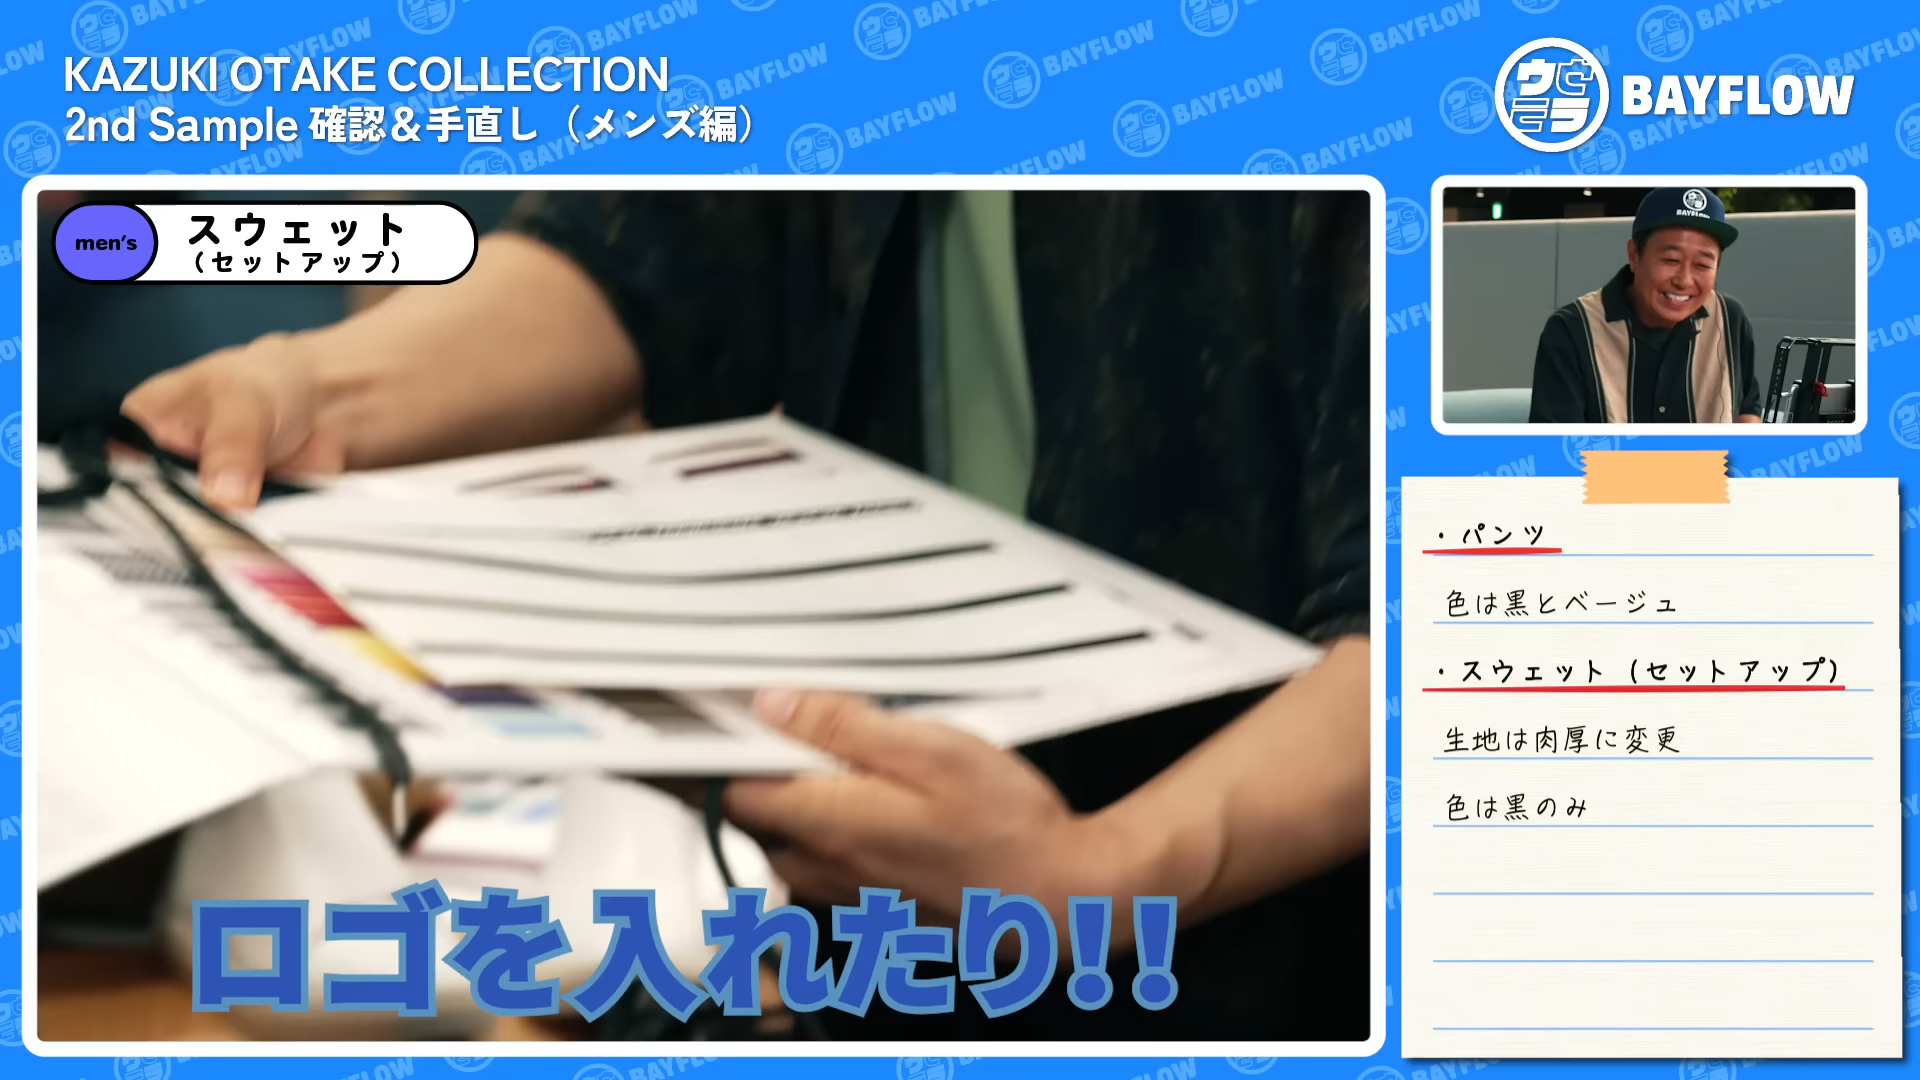 KAZUKI OTAKE COLLECTION
2nd Sample 確認＆手直し（メンズ編）
BAYFLOW
men's
スウェット
（セットアップ）
BAYFLOW
・パンツ
色は黒とベージュ
・スウェット（セットアップ）
生地は肉厚に変更
色は黒のみ
ロゴを入れたり!!